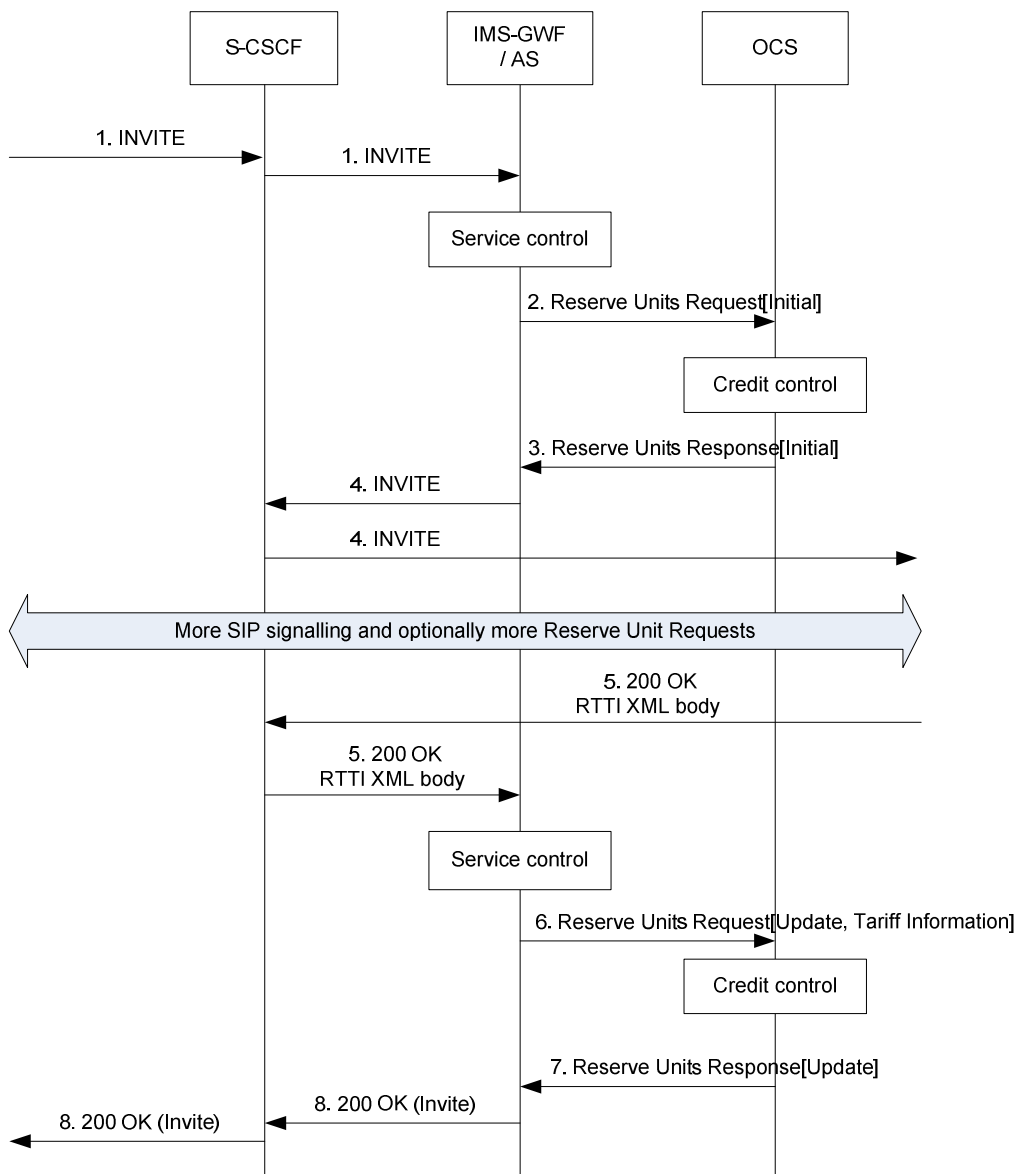 S-CSCF
IMS-GWF
/ AS
OCS
1. INVITE
1. INVITE
Service control
2. Reserve Units Request[Initial]
Credit control
3. Reserve Units Response[Initial]
4. INVITE
4. INVITE
More SIP signalling and optionally more Reserve Unit Requests
5. 200 OK
RTTI XML body
5. 200 OK
RTTI XML body
Service control
6. Reserve Units Request[Update, Tariff Information]
Credit control
7. Reserve Units Response[Update]
8. 200 OK (Invite)
8. 200 OK (Invite)